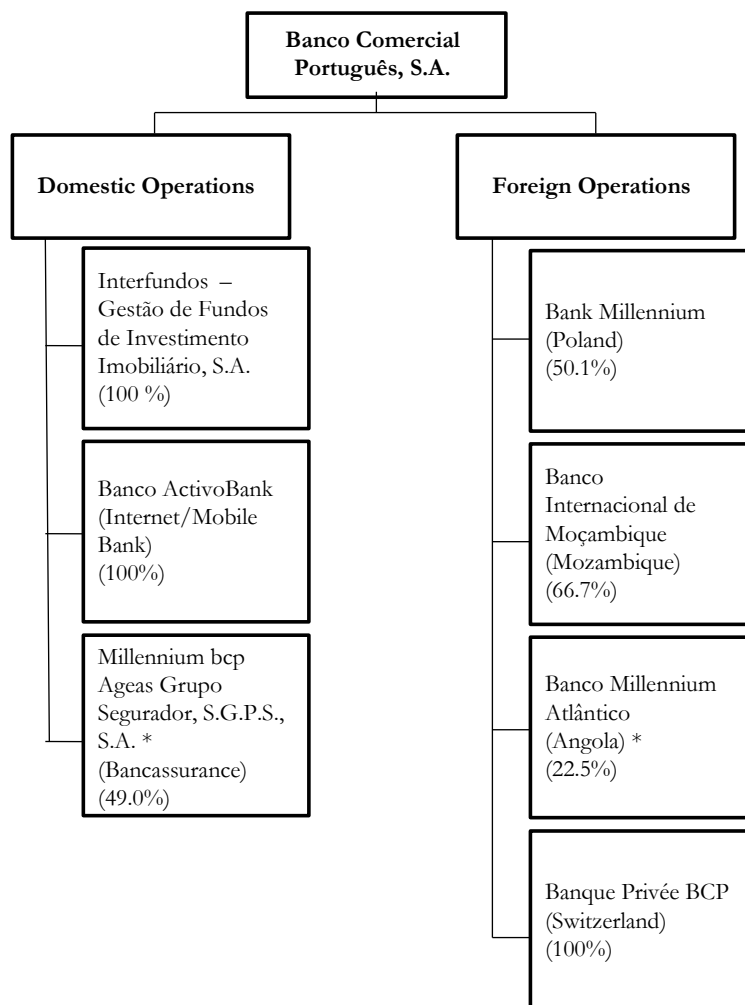 Banco Comercial
Português, S.A.
Domestic Operations
Interfundos –
Gestão de Fundos
de Investimento
Imobiliário, S.A.
(100 %)
Banco ActivoBank
(Internet/Mobile
Bank)
(100%)
Millennium bcp
Ageas Grupo
Segurador, S.G.P.S.,
S.A. *
(Bancassurance)
(49.0%)
Foreign Operations
Bank Millennium
(Poland)
(50.1%)
Banco
Internacional de
Moçambique
(Mozambique)
(66.7%)
Banco Millennium
Atlântico
(Angola) *
(22.5%)
Banque Privée BCP
(Switzerland)
(100%)